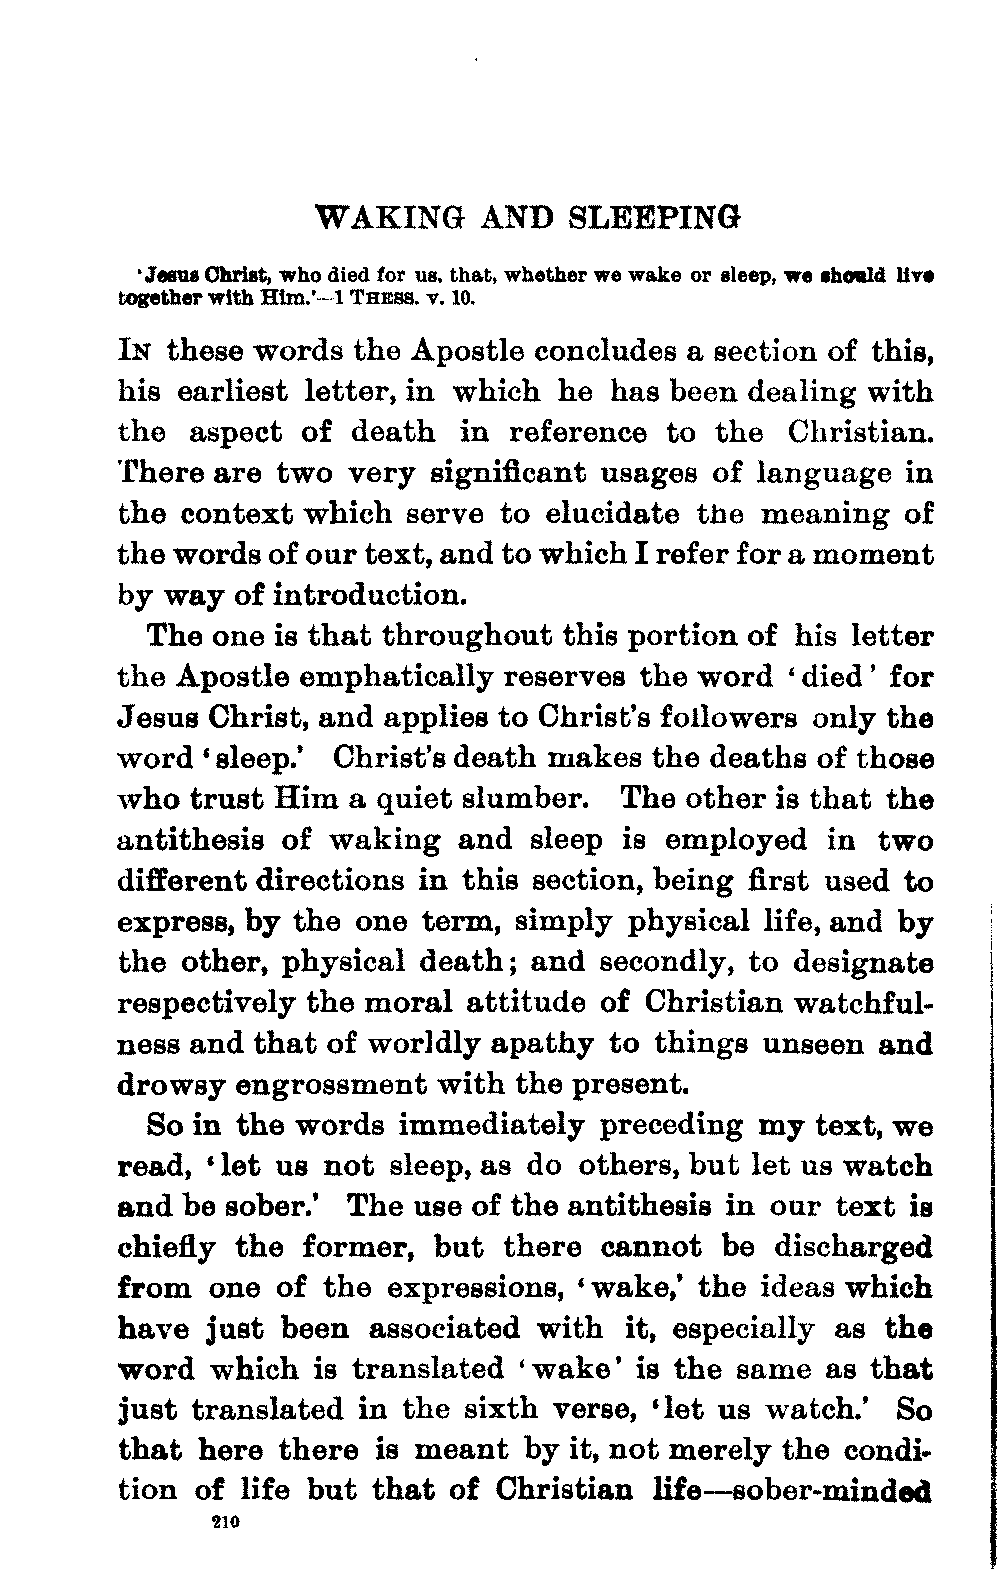 WAKING AND SLEEPING
'Jesus Christ, who died for us, that, whether we wake or sleep, we should live
together with Him.'—1 THESS. v. 10.
IN these words the Apostle concludes a section of this,
his earliest letter, in which he has been dealing with
the aspect of death in reference to the Christian.
There are two very significant usages of language in
the context which serve to elucidate the meaning of
the words of our text, and to which I refer for a moment
by way of introduction.
The one is that throughout this portion of his letter
the Apostle emphatically reserves the word 'died' for
Jesus Christ, and applies to Christ's followers only the
word 'sleep.' Christ's death makes the deaths of those
who trust Him a quiet slumber. The other is that the
antithesis of waking and sleep is employed in two
different directions in this section, being first used to
express, by the one term, simply physical life, and by
the other, physical death; and secondly, to designate
respectively the moral attitude of Christian watchful-
ness and that of worldly apathy to things unseen and
drowsy engrossment with the present.
So in the words immediately preceding my text, we
read, 'let us not sleep, as do others, but let us watch
and be sober.' The use of the antithesis in our text is
chiefly the former, but there cannot be discharged
from one of the expressions, 'wake,' the ideas which
have just been associated with it, especially as the
word which is translated 'wake' is the same as that
just translated in the sixth verse, 'let us watch.' So
that here there is meant by it, not merely the condi-
tion of life but that of Christian life—sober-minded
210